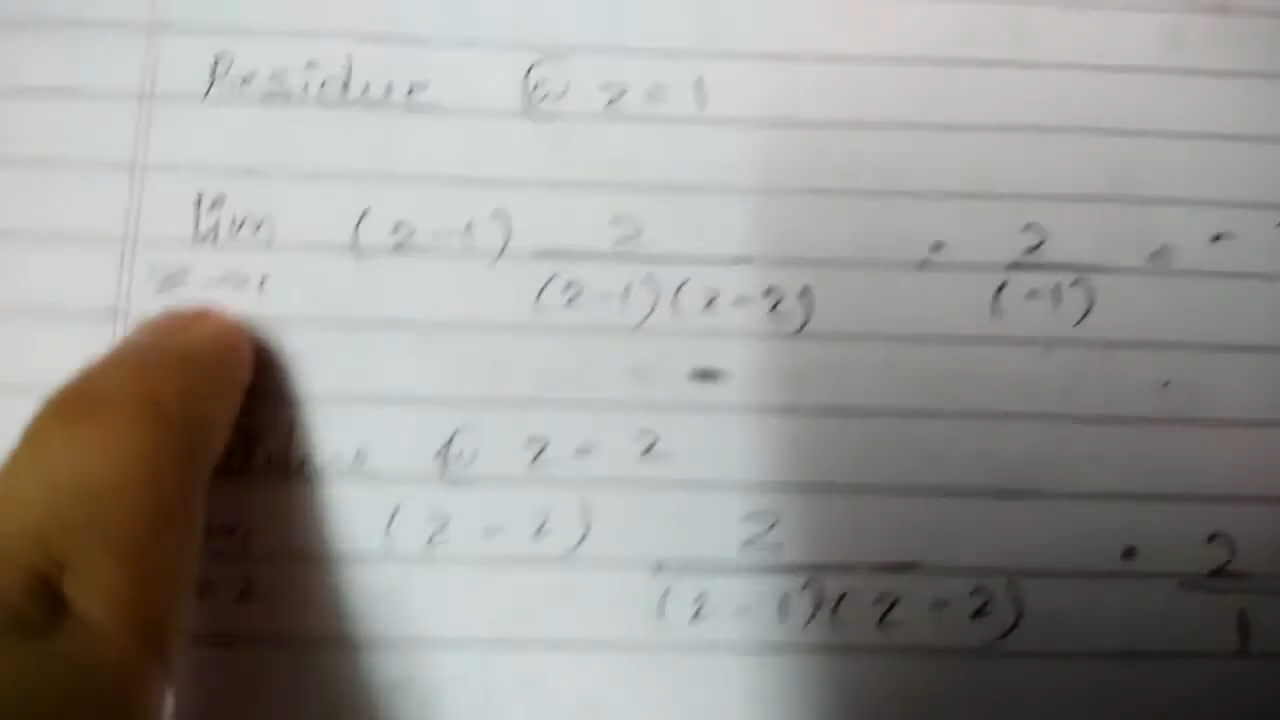 Residue @ z = 1
lim (z-1) 2/((z-1)(z-2)) = 2/(-1) = -
z→1
@ z = 2
(z-2) 2/((z-1)(z-2)) = 2/1